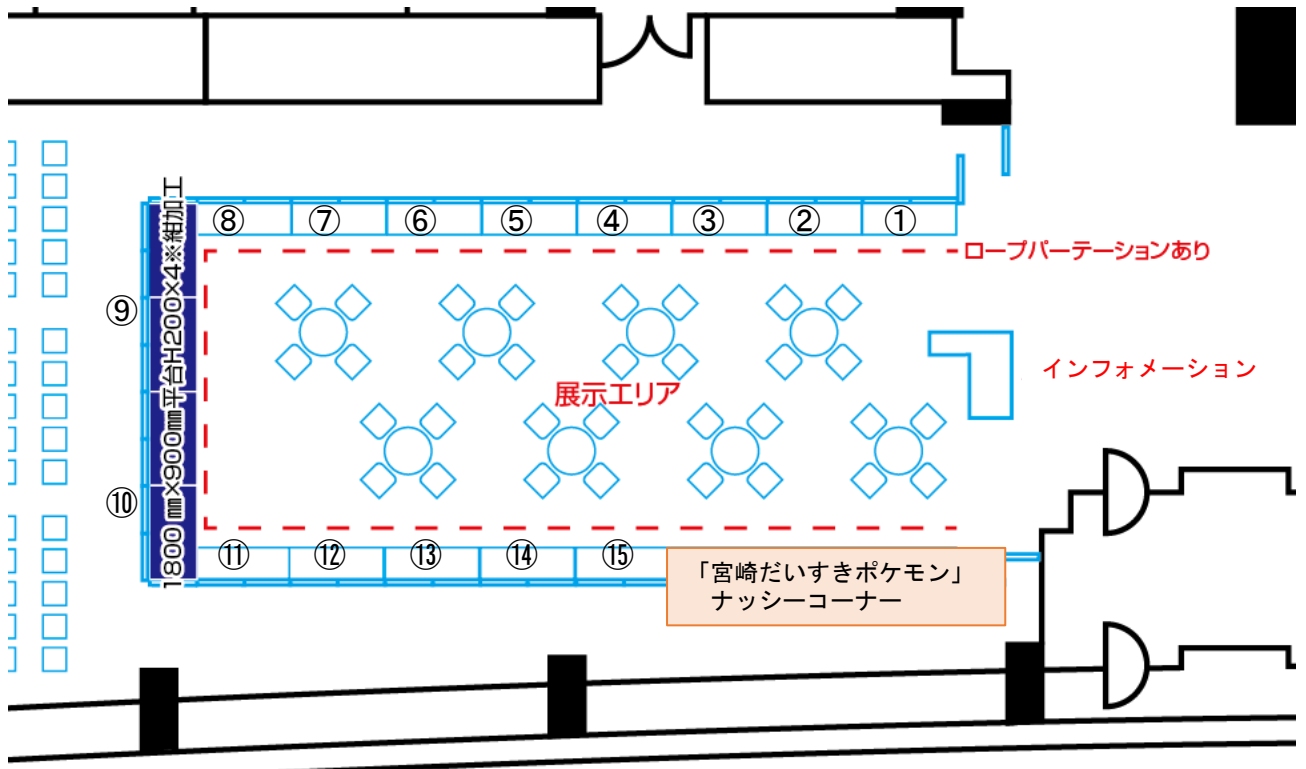 ⑧ ⑦ ⑥ ⑤ ④ ③ ② ①
ロープパーテーションあり
⑨
1800㎜×900㎜平台H200×4※紺加工
インフォメーション
展示エリア
⑩
⑪ ⑫ ⑬ ⑭ ⑮
「宮崎だいすきポケモン」
ナッシーコーナー